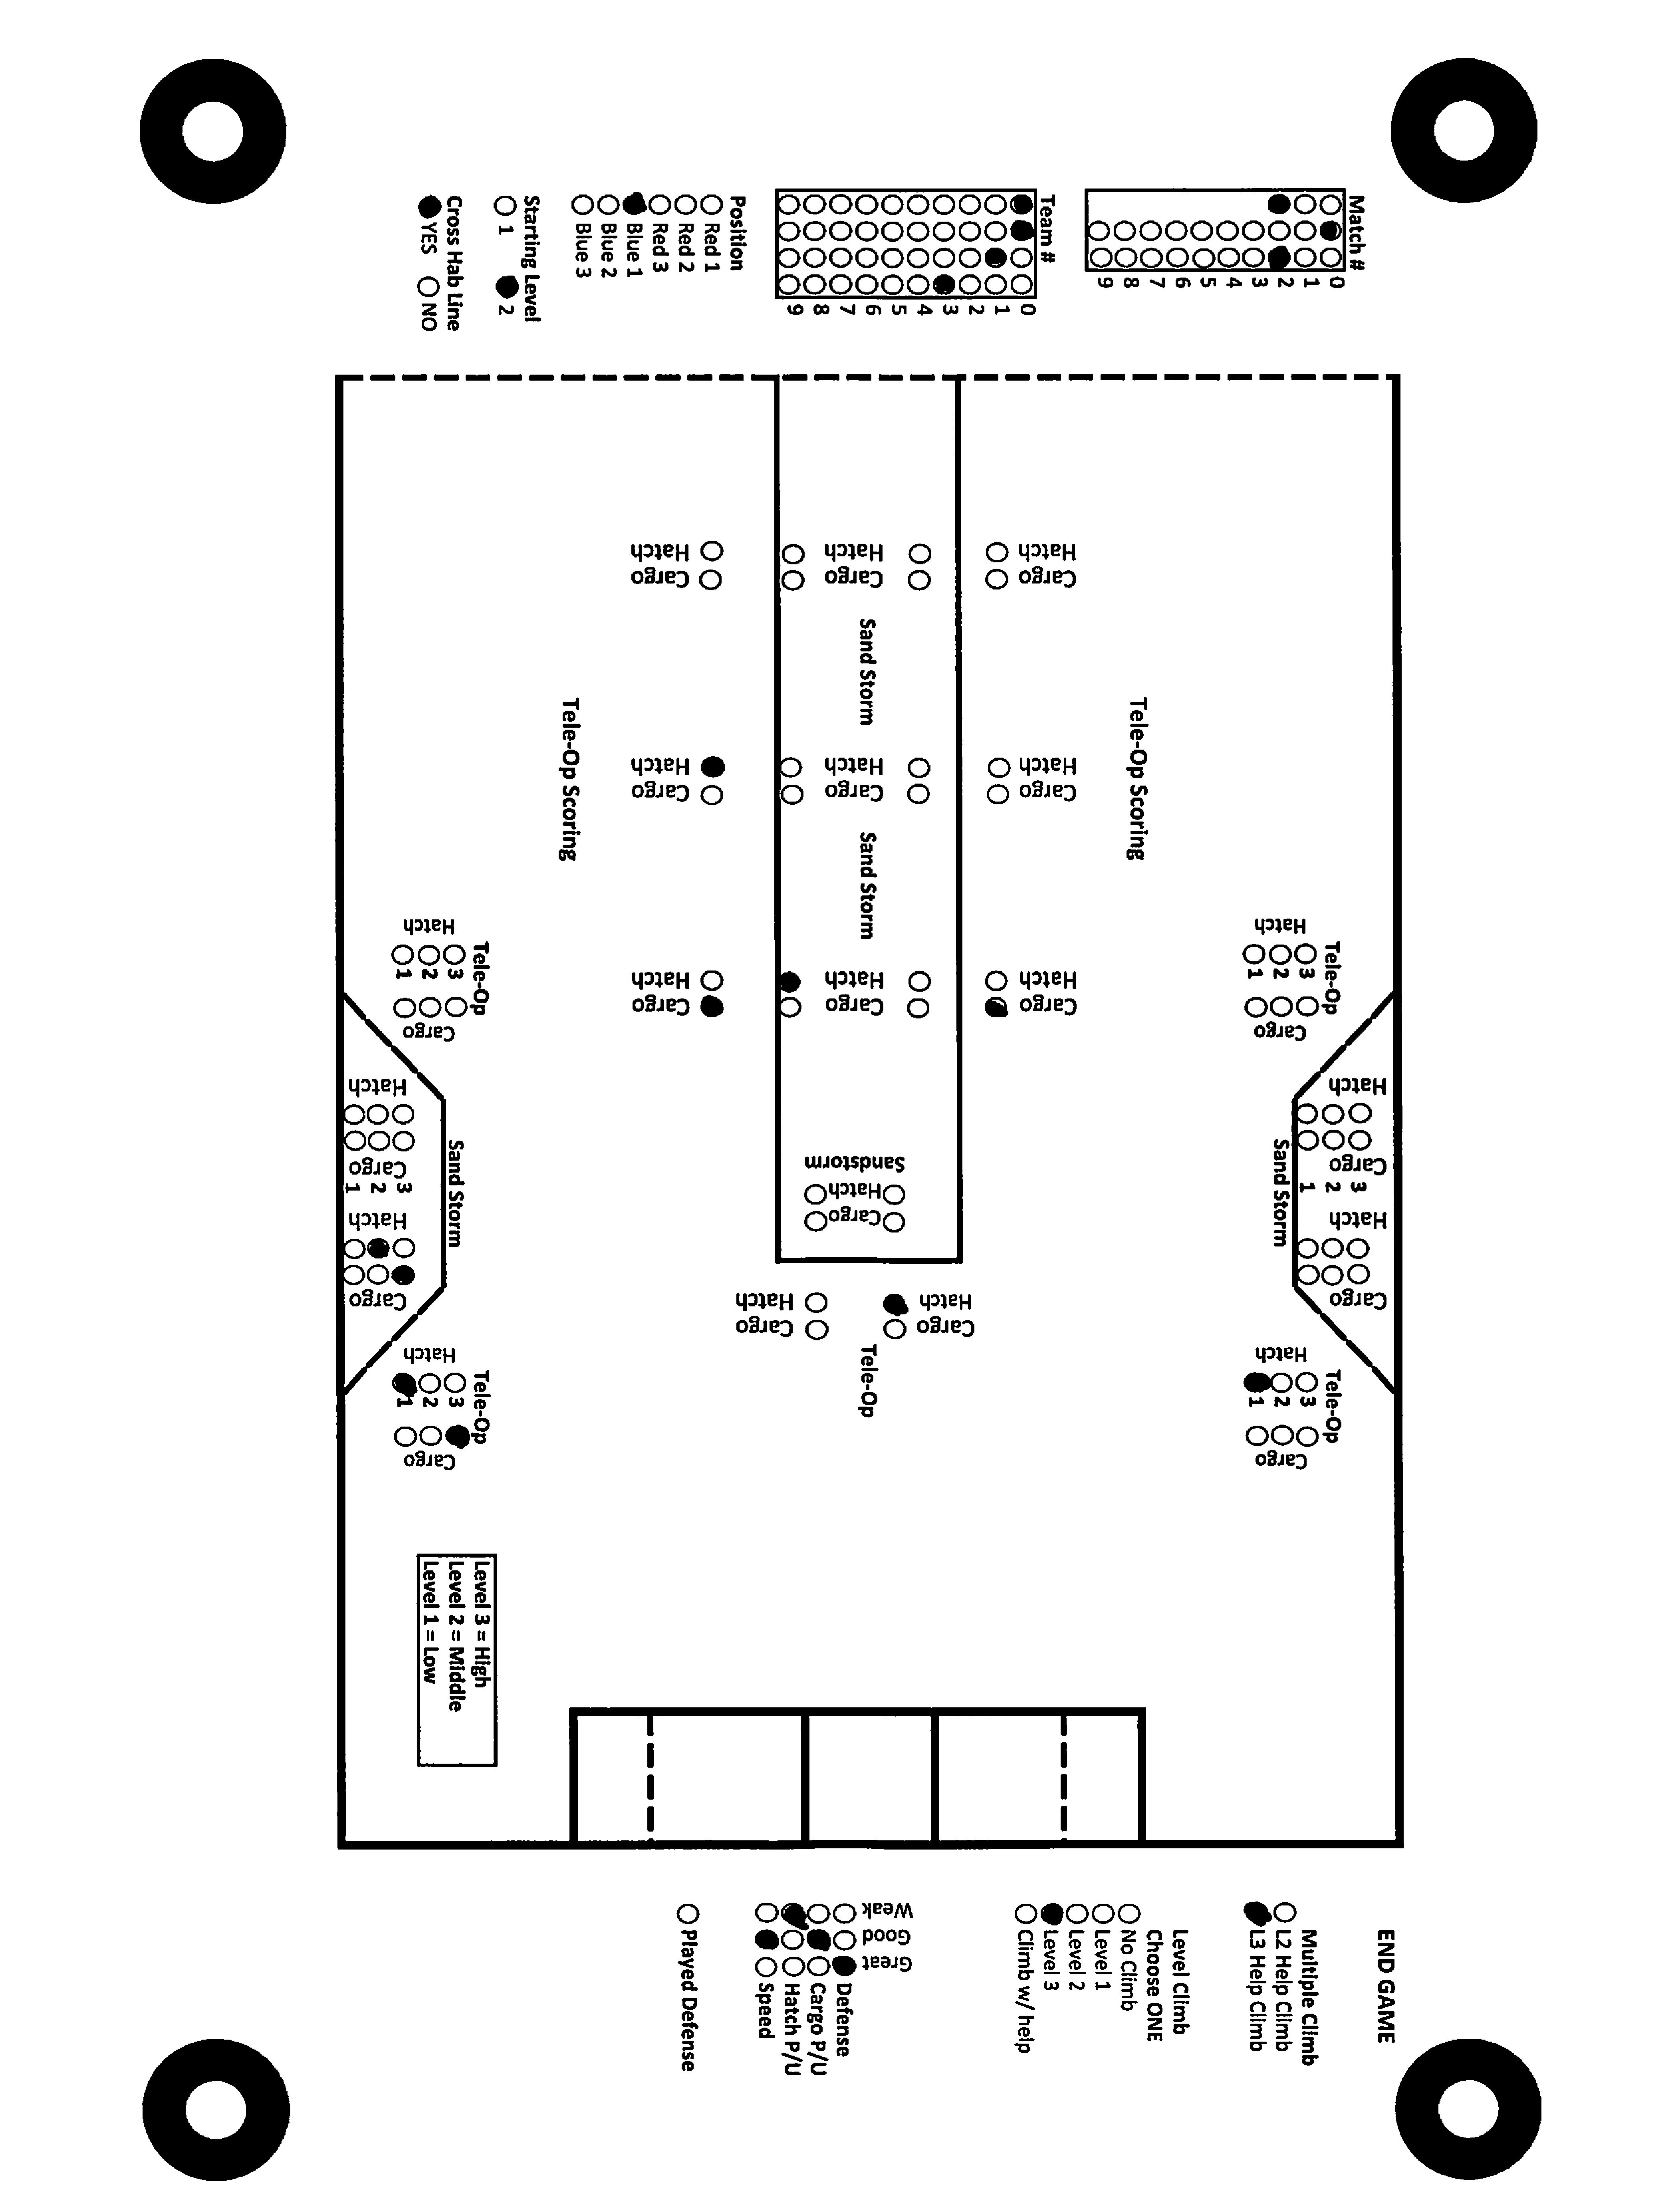 Match #
0
1
2
3
4
5
6
7
8
9
Team #
0
1
2
3
4
5
6
7
8
9
Position
Red 1
Red 2
Red 3
Blue 1
Blue 2
Blue 3
Starting Level
1 2
Cross Hab Line
YES NO
Hatch Hatch Hatch
Cargo Cargo Cargo
Sand Storm
Tele-Op Scoring
Tele-Op Scoring
Hatch Hatch Hatch
Cargo Cargo Cargo
Sand Storm
Hatch Hatch Hatch
Cargo Cargo Cargo
Hatch
Tele-Op
1 2 3
Cargo
Hatch
Tele-Op
1 2 3
Cargo
Hatch
Cargo
1 2 3
Hatch
Cargo
Sand Storm
Sandstorm
Hatch
Cargo
Hatch
Cargo
1 2 3
Hatch
Cargo
Sand Storm
Hatch Hatch
Cargo Cargo
Tele-Op
Hatch
Tele-Op
1 2 3
Cargo
Hatch
Tele-Op
1 2 3
Cargo
Level 3 = High
Level 2 = Middle
Level 1 = Low
END GAME
Multiple Climb
L2 Help Climb
L3 Help Climb
Level Climb
Choose ONE
No Climb
Level 1
Level 2
Level 3
Climb w/ help
Weak
Good
Great
Defense
Cargo P/U
Hatch P/U
Speed
Played Defense